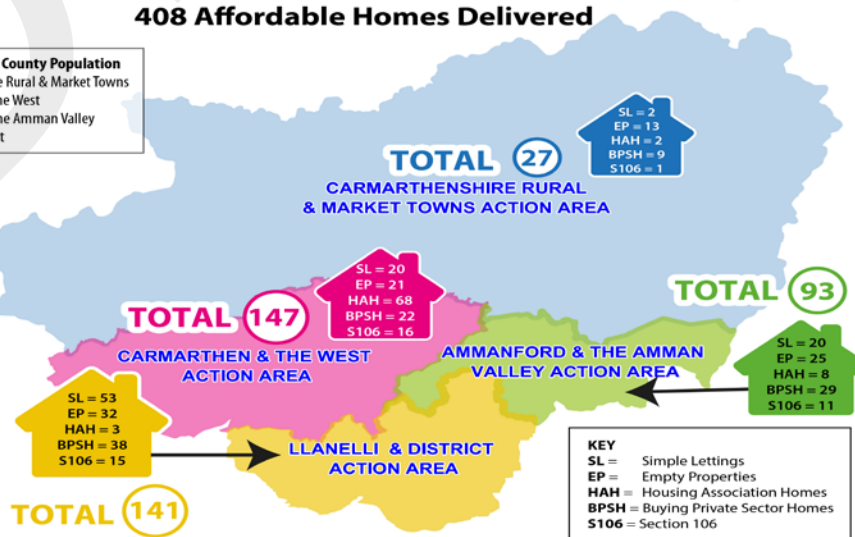 408 Affordable Homes Delivered
County Population
Rural & Market Towns
West
Amman Valley
SL = 2
EP = 13
HAH = 2
BPSH = 9
S106 = 1
TOTAL 27
CARMARTHENSHIRE RURAL
& MARKET TOWNS ACTION AREA
SL = 20
EP = 21
HAH = 68
BPSH = 22
S106 = 16
TOTAL 147
CARMARTHEN & THE WEST
ACTION AREA
TOTAL 93
AMMANFORD & THE AMMAN
VALLEY ACTION AREA
SL = 20
EP = 25
HAH = 8
BPSH = 29
S106 = 11
SL = 53
EP = 32
HAH = 3
BPSH = 38
S106 = 15
LLANELLI & DISTRICT
ACTION AREA
TOTAL 141
KEY
SL = Simple Lettings
EP = Empty Properties
HAH = Housing Association Homes
BPSH = Buying Private Sector Homes
S106 = Section 106